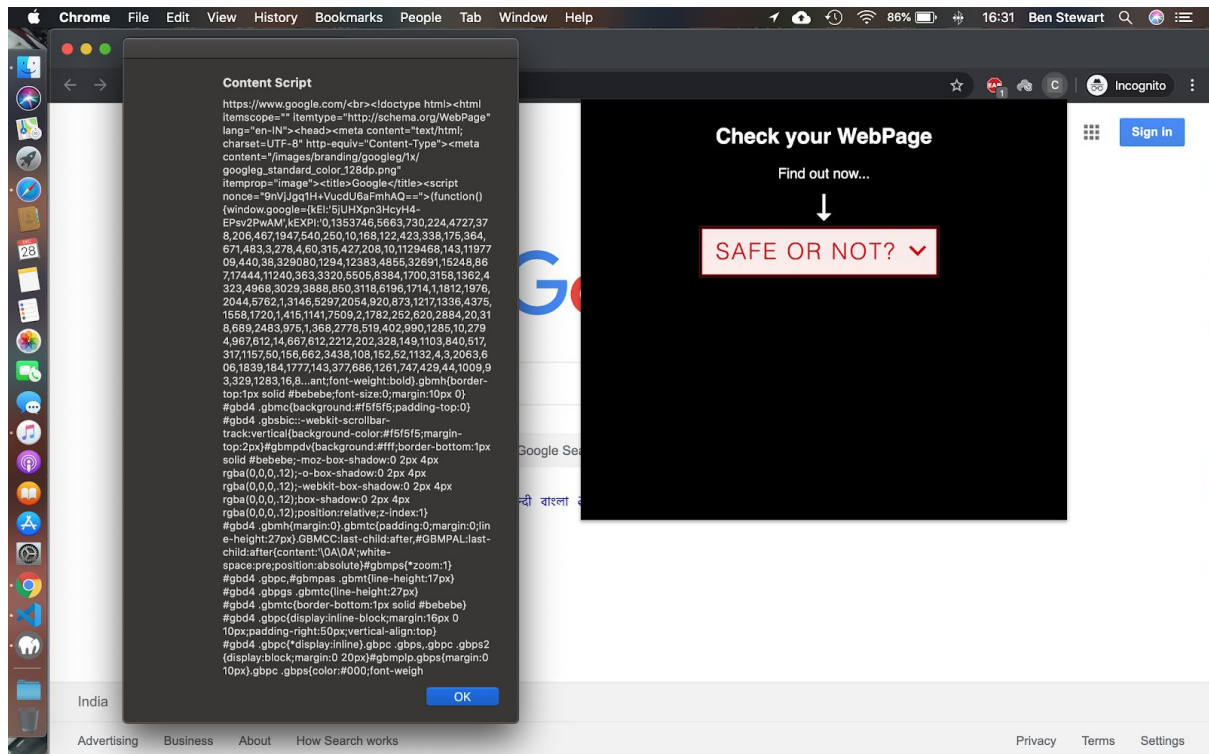 Chrome File Edit View History Bookmarks People Tab Window Help 86% 16:31 Ben Stewart
Incognito
C
1
Content Script
https://www.google.com/<br><!doctype html><html
itemscope="" itemtype="http://schema.org/WebPage"
lang="en-IN"><head><meta content="text/html;
charset=UTF-8" http-equiv="Content-Type"><meta
content="/images/branding/googleg/1x/
googleg_standard_color_128dp.png"
itemprop="image"><title>Google</title><script
nonce="9nVjJgq1H+VucdU6aFmhAQ==">(function()
{window.google={kEI:'5jUHXpn3HcyH4-
EPsv2PwAM',kEXPI:'0,1353746,5663,730,224,4727,37
8,206,467,1947,540,250,10,168,122,423,338,175,364,
671,483,3,278,4,60,315,427,208,10,1129468,143,11977
09,440,38,329080,1294,12383,4855,32691,15248,86
7,17444,11240,363,3320,5505,8384,1700,3158,1362,4
323,4968,3029,3888,850,3118,6196,1714,1,1812,1976,
2044,5762,1,3146,5297,2054,920,873,1217,1336,4375,
1558,1720,1,415,1141,7509,2,1782,252,620,2884,20,31
8,689,2483,975,1,368,2778,519,402,990,1285,10,279
4,967,612,14,667,612,2212,202,328,149,1103,840,517,
317,1157,50,156,662,3438,108,152,52,1132,4,3,2063,6
06,1839,184,1777,143,377,686,1261,747,429,44,1009,9
3,329,1283,16,8...ant;font-weight:bold}.gbmh{border-
top:1px solid #bebebe;font-size:0;margin:10px 0}
#gbd4 .gbmc{background:#f5f5f5;padding-top:0}
#gbd4 .gbsbic::-webkit-scrollbar-
track:vertical{background-color:#f5f5f5;margin-
top:2px}#gbmpdv{background:#fff;border-bottom:1px
solid #bebebe;-moz-box-shadow:0 2px 4px
rgba(0,0,0,.12);-o-box-shadow:0 2px 4px
rgba(0,0,0,.12);-webkit-box-shadow:0 2px 4px
rgba(0,0,0,.12);box-shadow:0 2px 4px
rgba(0,0,0,.12);position:relative;z-index:1}
#gbd4 .gbmh{margin:0}.gbmtc{padding:0;margin:0;lin
e-height:27px}.GBMCC:last-child:after,#GBMPAL:last-
child:after{content:'\0A\0A';white-
space:pre;position:absolute}#gbmps{*zoom:1}
#gbd4 .gbpc,#gbmpas .gbmt{line-height:17px}
#gbd4 .gbpgs .gbmtc{line-height:27px}
#gbd4 .gbmtc{border-bottom:1px solid #bebebe}
#gbd4 .gbpc{display:inline-block;margin:16px 0
10px;padding-right:50px;vertical-align:top}
#gbd4 .gbpc{*display:inline}.gbpc .gbps,.gbpc .gbps2
{display:block;margin:0 20px}#gbmplp.gbps{margin:0
10px}.gbpc .gbps{color:#000;font-weigh
OK
Check your WebPage
Find out now...
SAFE OR NOT?
Sign in
28
Google Sea
বাংলা
India
Advertising Business About How Search works
Privacy Terms Settings